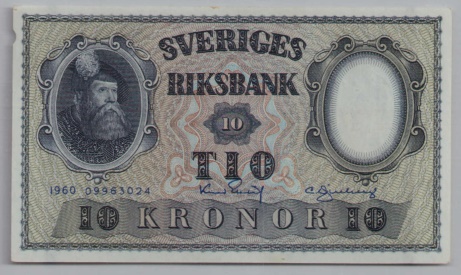 SVERIGES
RIKSBANK
10
TIO
1960 09963024
10 KRONOR 10